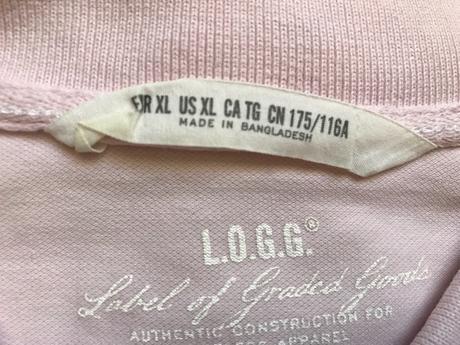 EUR XL US XL CA TG CN 175/116A
MADE IN BANGLADESH
L.O.G.G.®
Label of Graded Goods
AUTHENTIC CONSTRUCTION FOR
APPAREL